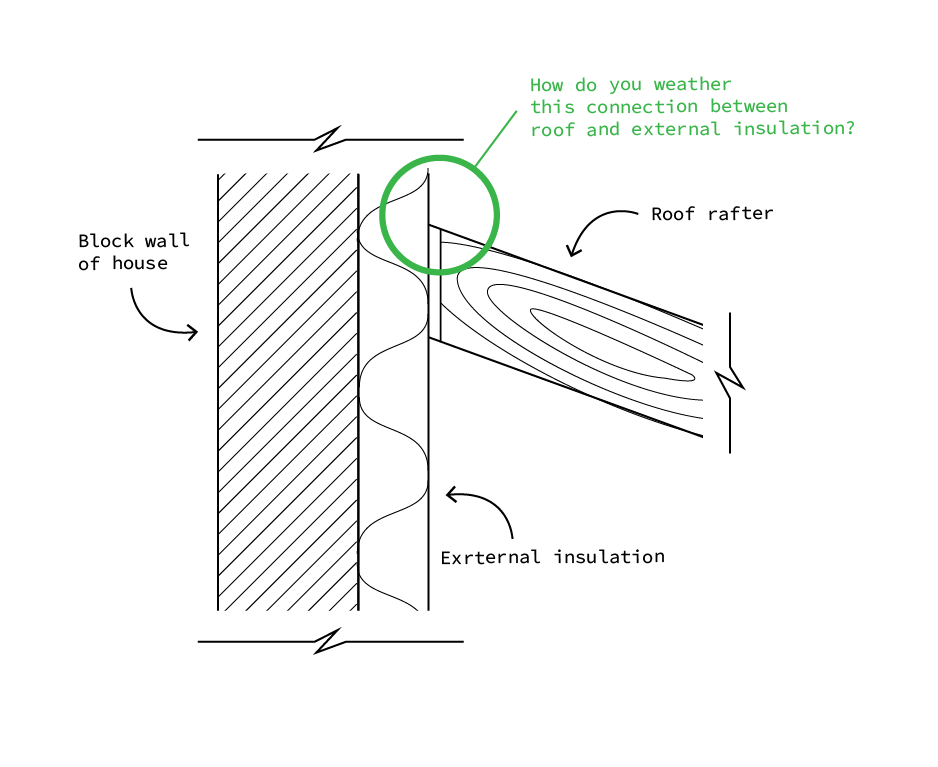 How do you weather
this connection between
roof and external insulation?
Roof rafter
Block wall
of house
Exrternal insulation